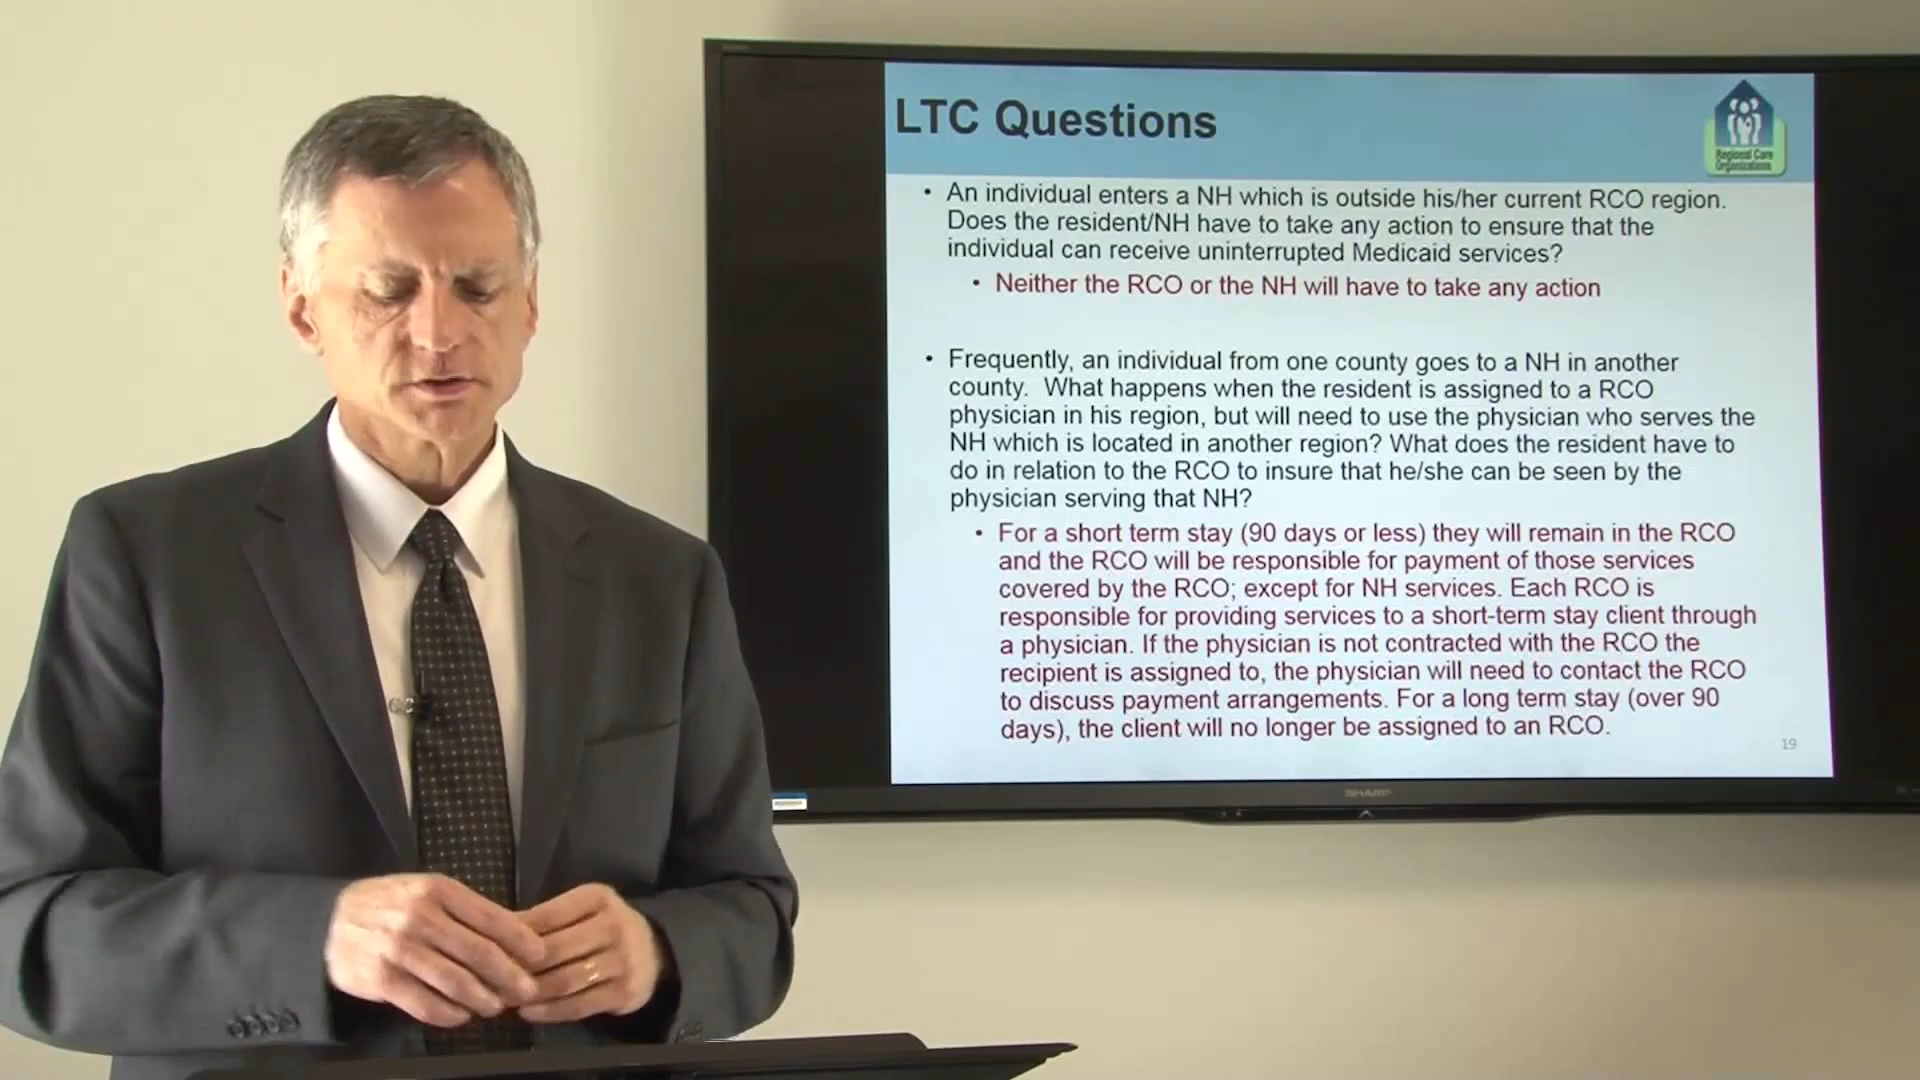 LTC Questions
Regional Care
Organizations
• An individual enters a NH which is outside his/her current RCO region.
Does the resident/NH have to take any action to ensure that the
individual can receive uninterrupted Medicaid services?
• Neither the RCO or the NH will have to take any action
• Frequently, an individual from one county goes to a NH in another
county. What happens when the resident is assigned to a RCO
physician in his region, but will need to use the physician who serves the
NH which is located in another region? What does the resident have to
do in relation to the RCO to insure that he/she can be seen by the
physician serving that NH?
• For a short term stay (90 days or less) they will remain in the RCO
and the RCO will be responsible for payment of those services
covered by the RCO; except for NH services. Each RCO is
responsible for providing services to a short-term stay client through
a physician. If the physician is not contracted with the RCO the
recipient is assigned to, the physician will need to contact the RCO
to discuss payment arrangements. For a long term stay (over 90
days), the client will no longer be assigned to an RCO.
19
SHARP